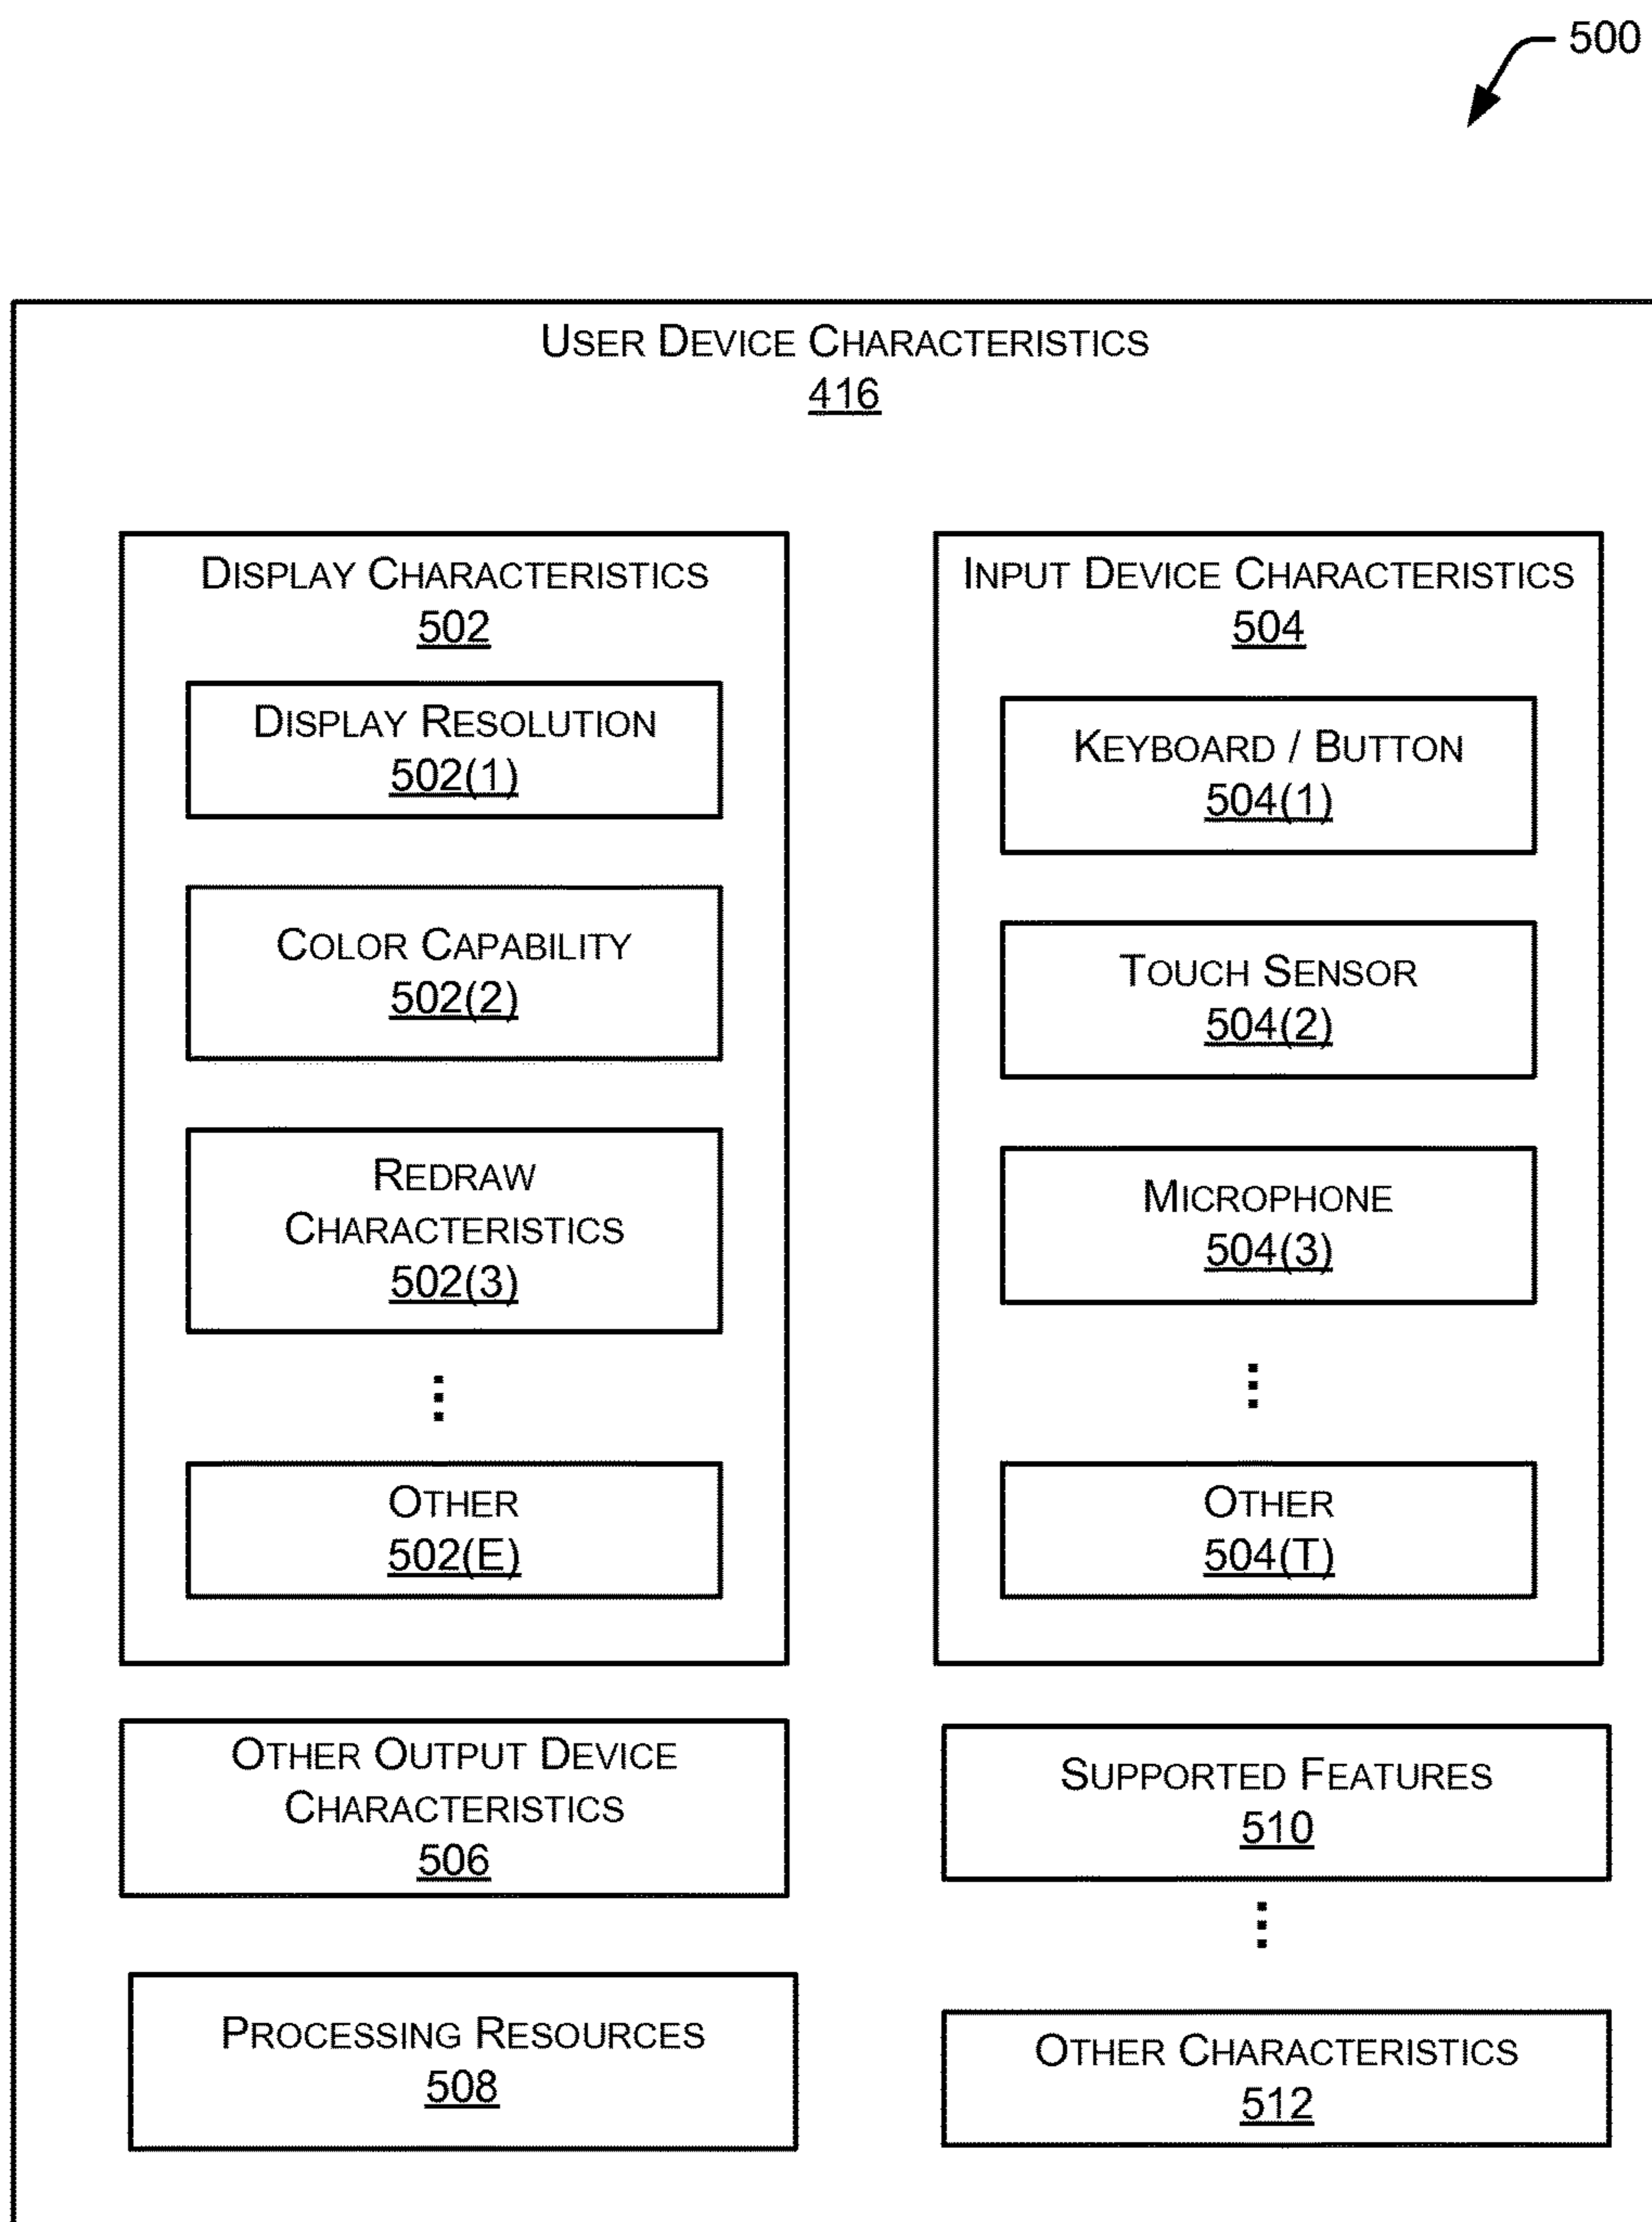 500
USER DEVICE CHARACTERISTICS
416
DISPLAY CHARACTERISTICS
502
DISPLAY RESOLUTION
502(1)
COLOR CAPABILITY
502(2)
REDRAW
CHARACTERISTICS
502(3)
OTHER
502(E)
INPUT DEVICE CHARACTERISTICS
504
KEYBOARD / BUTTON
504(1)
TOUCH SENSOR
504(2)
MICROPHONE
504(3)
OTHER
504(T)
OTHER OUTPUT DEVICE
CHARACTERISTICS
506
PROCESSING RESOURCES
508
SUPPORTED FEATURES
510
OTHER CHARACTERISTICS
512